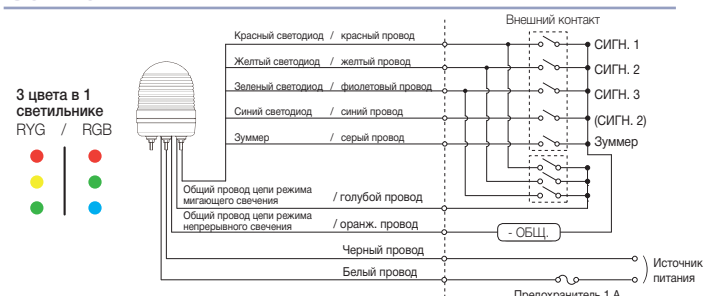 Внешний контакт
Красный светодиод / красный провод
СИГН. 1
Желтый светодиод / желтый провод
СИГН. 2
Зеленый светодиод / фиолетовый провод
СИГН. 3
Синий светодиод / синий провод
(СИГН. 2)
Зуммер / серый провод
Зуммер
3 цвета в 1
светильнике
RYG / RGB
Общий провод цепи режима
мигающего свечения
/ голубой провод
Общий провод цепи режима
непрерывного свечения
/ оранж. провод
- ОБЩ.
Черный провод
Белый провод
Источник
питания
Предохранитель 1 А